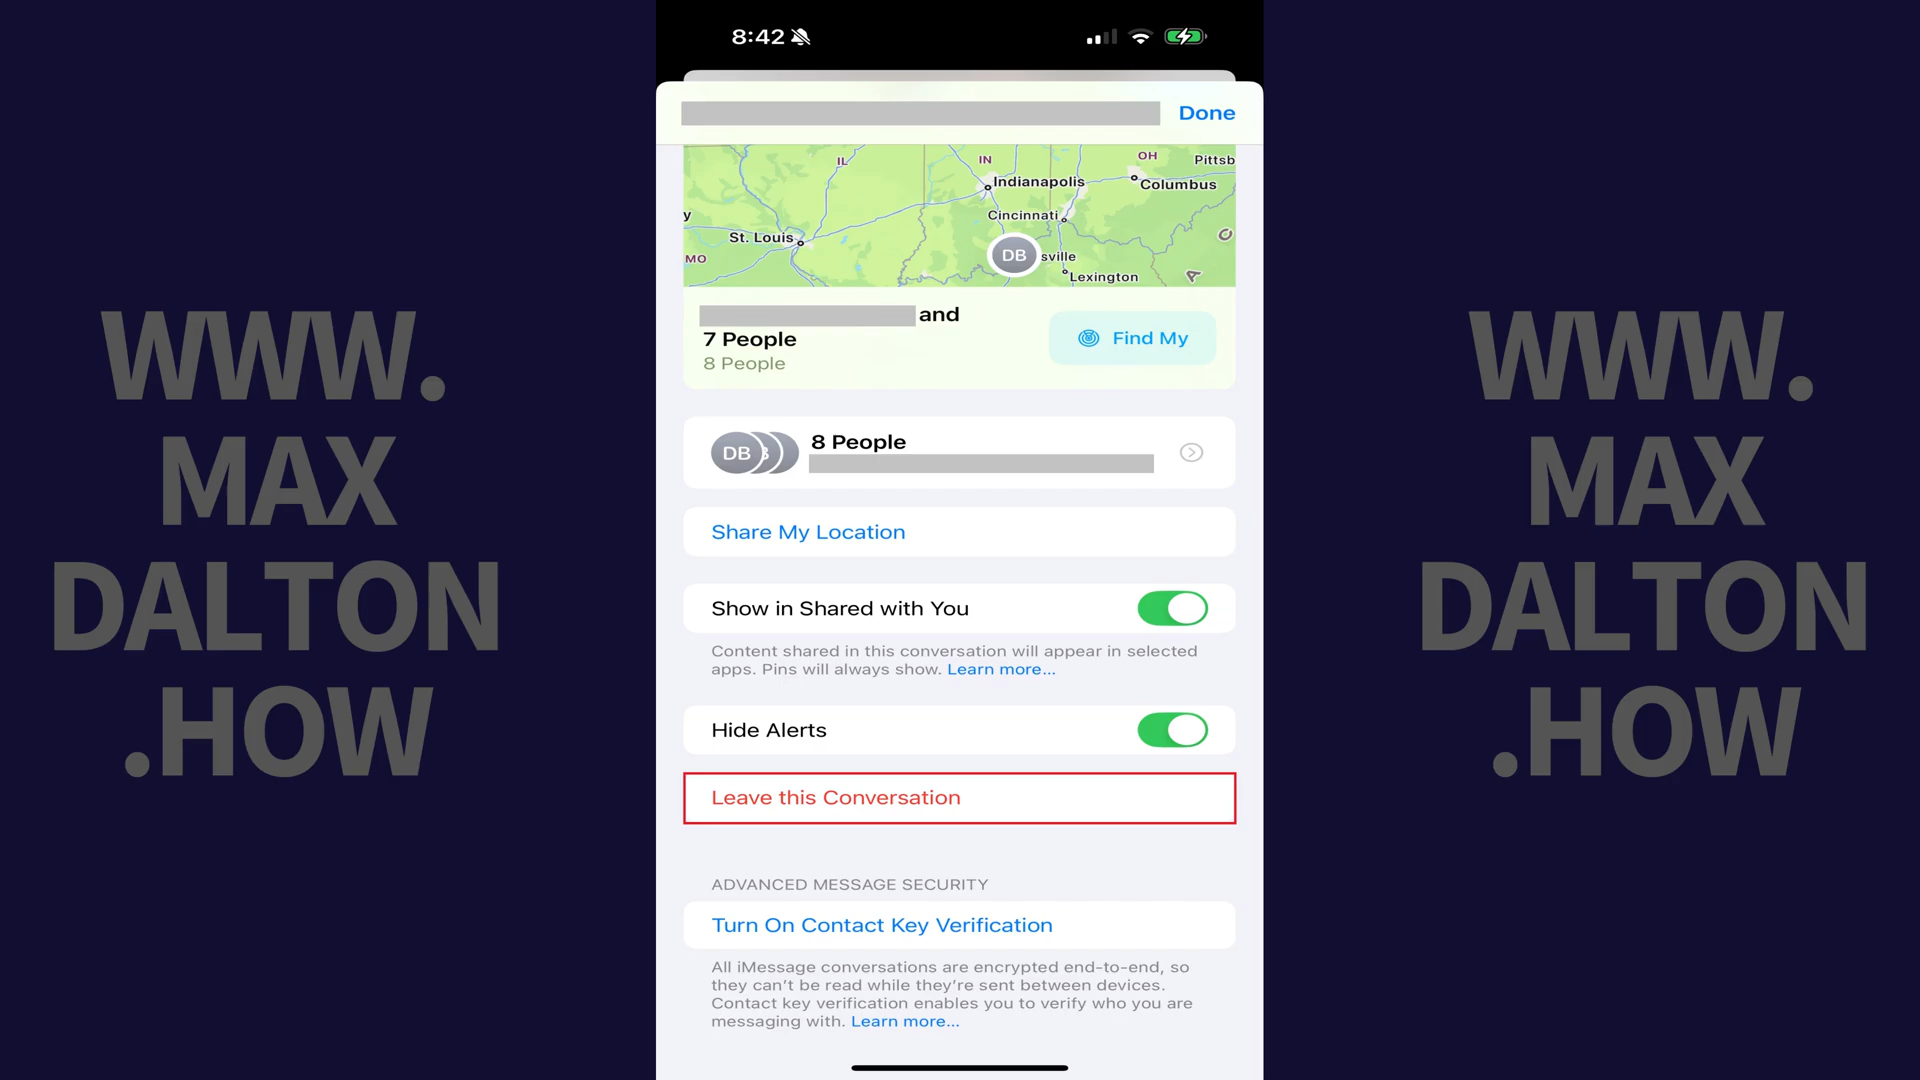 WWW.
MAX
DALTON
.HOW
8:42
Done
IL
IN
OH
Pittsb
Indianapolis
Columbus
y
Cincinnati
St. Louis
MO
DB
sville
Lexington
O
A
and
7 People
8 People
Find My
DB
8 People
Share My Location
Show in Shared with You
Content shared in this conversation will appear in selected
apps. Pins will always show. Learn more...
Hide Alerts
Leave this Conversation
ADVANCED MESSAGE SECURITY
Turn On Contact Key Verification
All iMessage conversations are encrypted end-to-end, so
they can't be read while they're sent between devices.
Contact key verification enables you to verify who you are
messaging with. Learn more...
WWW.
MAX
DALTON
.HOW